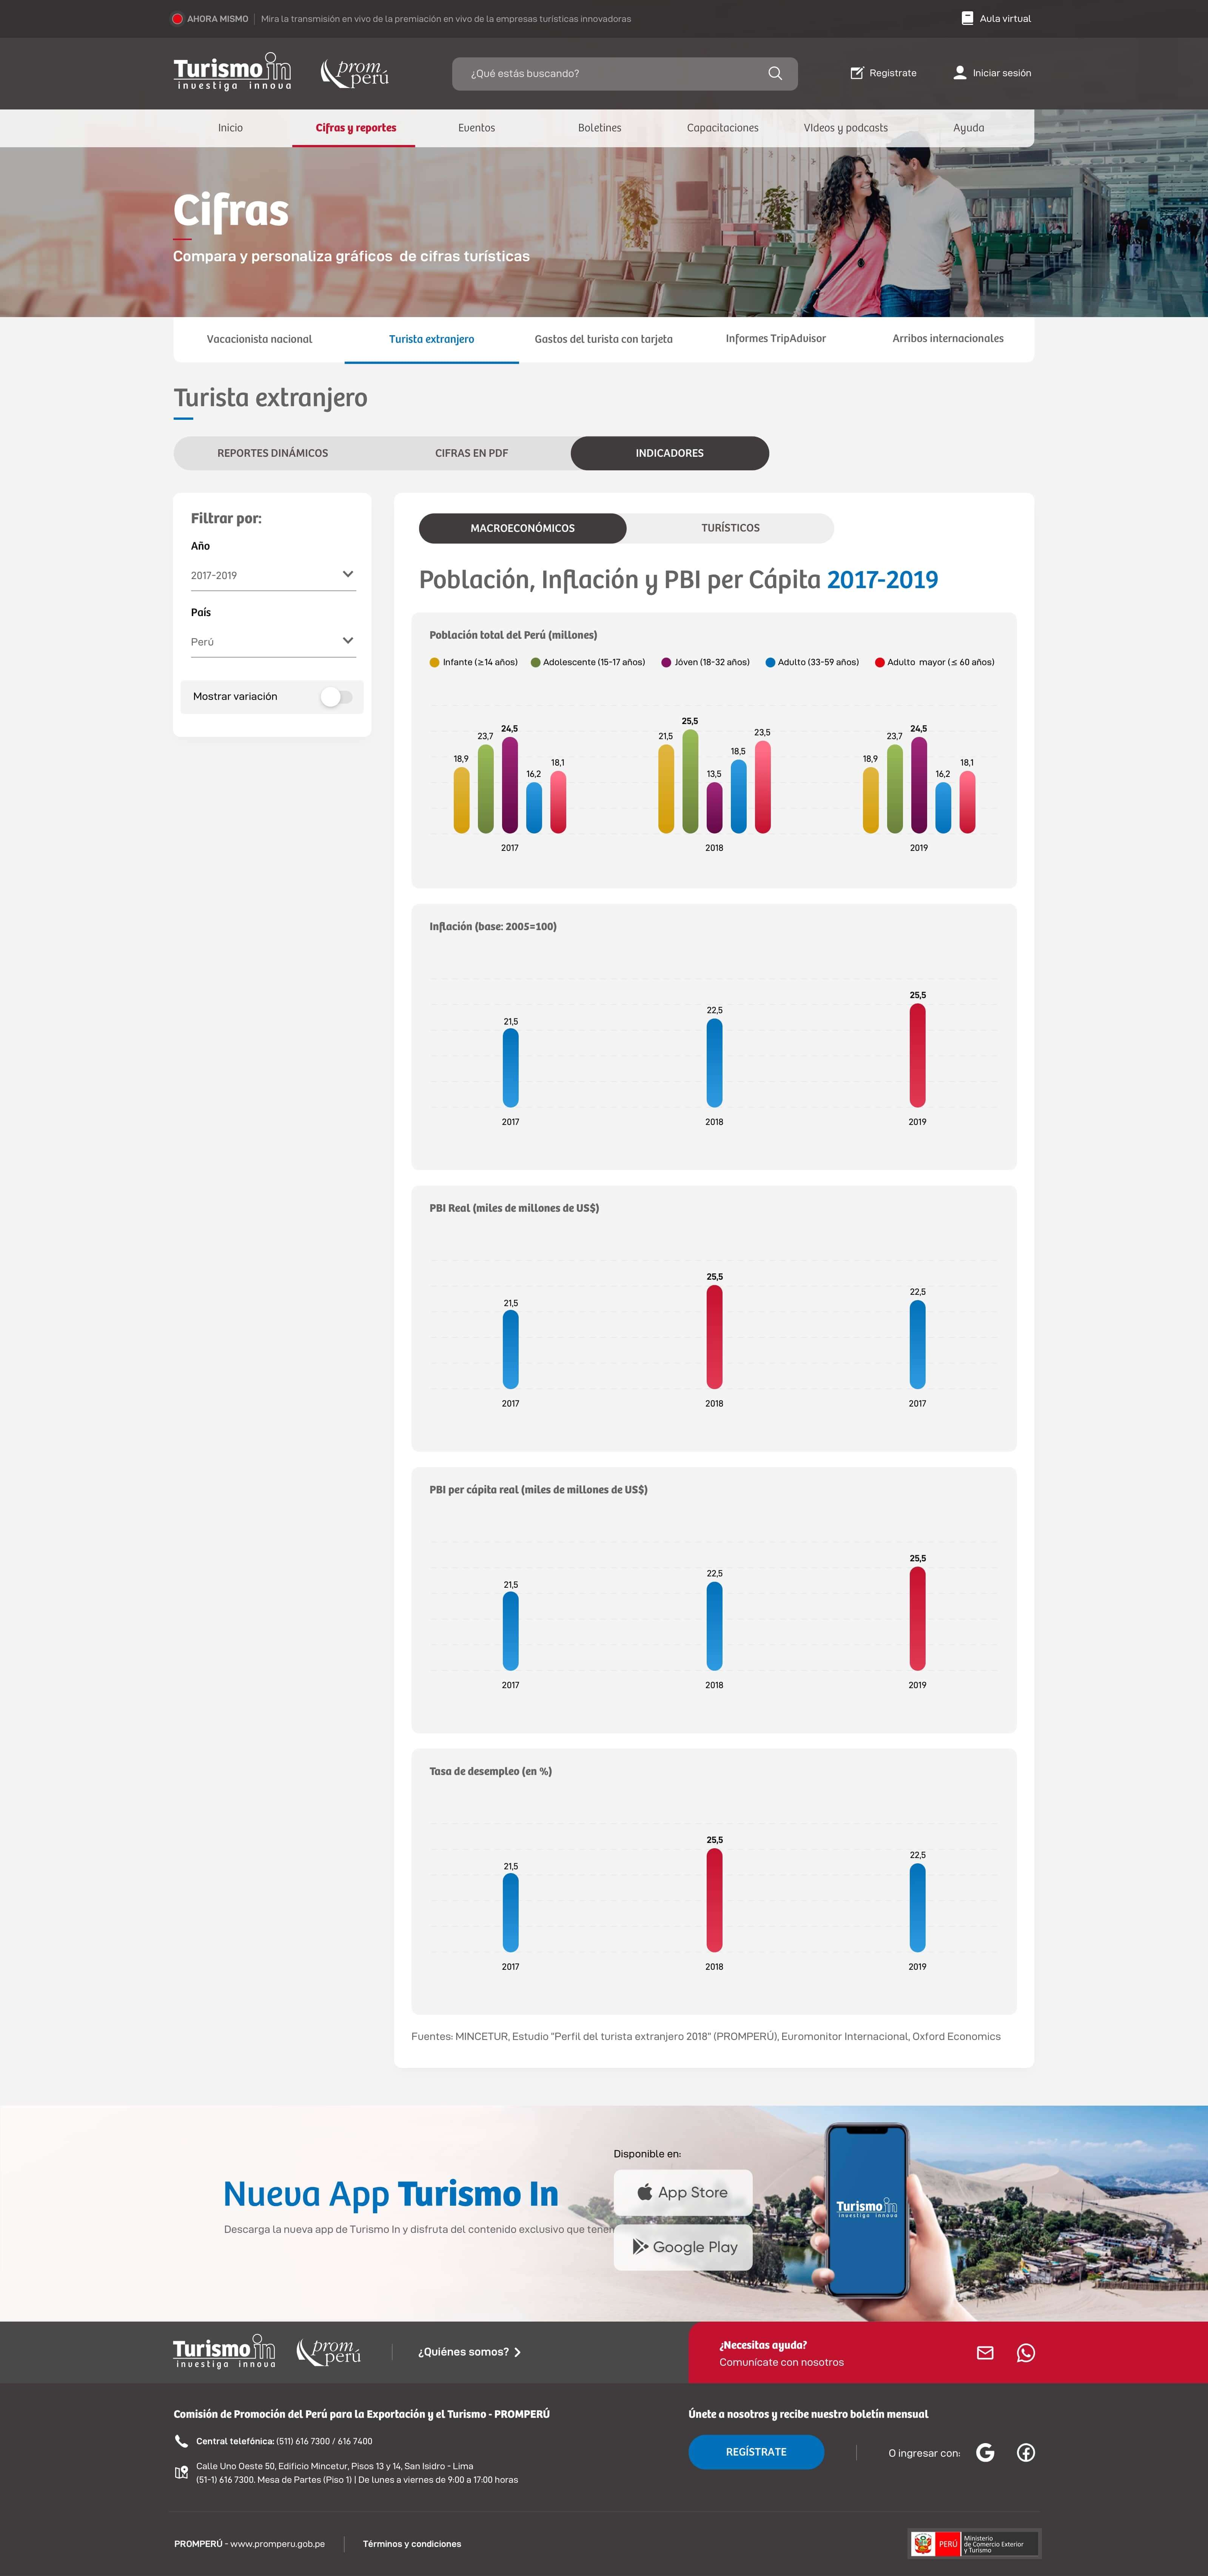 AHORA MISMO | Mira la transmisión en vivo de la premiación en vivo de la empresas turísticas innovadoras
Aula virtual
Turismo in
investiga innova
prom
perú
¿Qué estás buscando?
Registrate
Iniciar sesión
Inicio
Cifras y reportes
Eventos
Boletines
Capacitaciones
VIdeos y podcasts
Ayuda
Cifras
Compara y personaliza gráficos de cifras turísticas
Vacacionista nacional
Turista extranjero
Gastos del turista con tarjeta
Informes TripAdvisor
Arribos internacionales
Turista extranjero
REPORTES DINÁMICOS
CIFRAS EN PDF
INDICADORES
Filtrar por:
Año
2017-2019
País
Perú
Mostrar variación
MACROECONÓMICOS
TURÍSTICOS
Población, Inflación y PBI per Cápita 2017-2019
Población total del Perú (millones)
Infante (≥14 años)
Adolescente (15-17 años)
Jóven (18-32 años)
Adulto (33-59 años)
Adulto mayor (≤ 60 años)
18,9
23,7
24,5
16,2
18,1
2017
21,5
25,5
13,5
18,5
23,5
2018
18,9
23,7
24,5
16,2
18,1
2019
Inflación (base: 2005=100)
21,5
22,5
25,5
2017
2018
2019
PBI Real (miles de millones de US$)
21,5
25,5
22,5
2017
2018
2017
PBI per cápita real (miles de millones de US$)
21,5
22,5
25,5
2017
2018
2019
Tasa de desempleo (en %)
21,5
25,5
22,5
2017
2018
2019
Fuentes: MINCETUR, Estudio "Perfil del turista extranjero 2018" (PROMPERÚ), Euromonitor Internacional, Oxford Economics
Nueva App Turismo In
Descarga la nueva app de Turismo In y disfruta del contenido exclusivo que
Disponible en:
App Store
Google Play
Turismo in
investiga innova
Turismo in
investiga innova
prom
perú
¿Quiénes somos?
¿Necesitas ayuda?
Comunícate con nosotros
Comisión de Promoción del Perú para la Exportación y el Turismo - PROMPERÚ
Central telefónica: (511) 616 7300 / 616 7400
Calle Uno Oeste 50, Edificio Mincetur, Pisos 13 y 14, San Isidro - Lima
(51-1) 616 7300. Mesa de Partes (Piso 1) | De lunes a viernes de 9:00 a 17:00 horas
Únete a nosotros y recibe nuestro boletín mensual
REGÍSTRATE
O ingresar con:
PROMPERÚ - www.promperu.gob.pe
Términos y condiciones
PERÚ
Ministerio
de Comercio Exterior
y Turismo